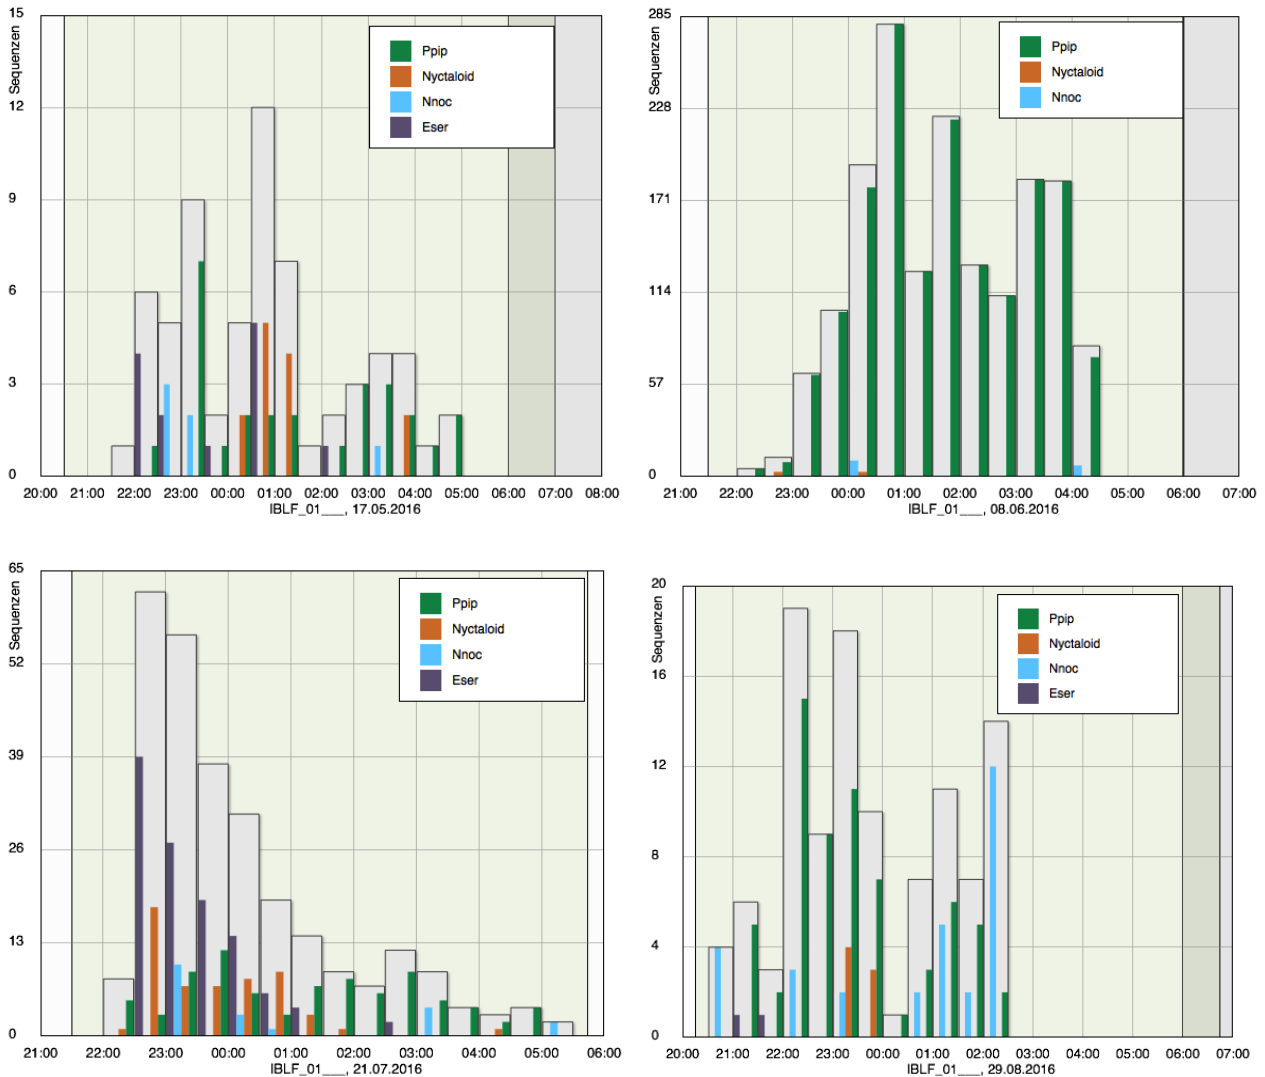 15
12
9
6
3
0
Sequenzen
Ppip
Nyctaloid
Nnoc
Eser
20:00 21:00 22:00 23:00 00:00 01:00 02:00 03:00 04:00 05:00 06:00 07:00 08:00
IBLF_01___, 17.05.2016
285
228
171
114
57
0
Sequenzen
Ppip
Nyctaloid
Nnoc
21:00 22:00 23:00 00:00 01:00 02:00 03:00 04:00 05:00 06:00 07:00
IBLF_01___, 08.06.2016
65
52
39
26
13
0
Sequenzen
Ppip
Nyctaloid
Nnoc
Eser
21:00 22:00 23:00 00:00 01:00 02:00 03:00 04:00 05:00 06:00
IBLF_01___, 21.07.2016
20
16
12
8
4
0
Sequenzen
Ppip
Nyctaloid
Nnoc
Eser
20:00 21:00 22:00 23:00 00:00 01:00 02:00 03:00 04:00 05:00 06:00 07:00
IBLF_01___, 29.08.2016